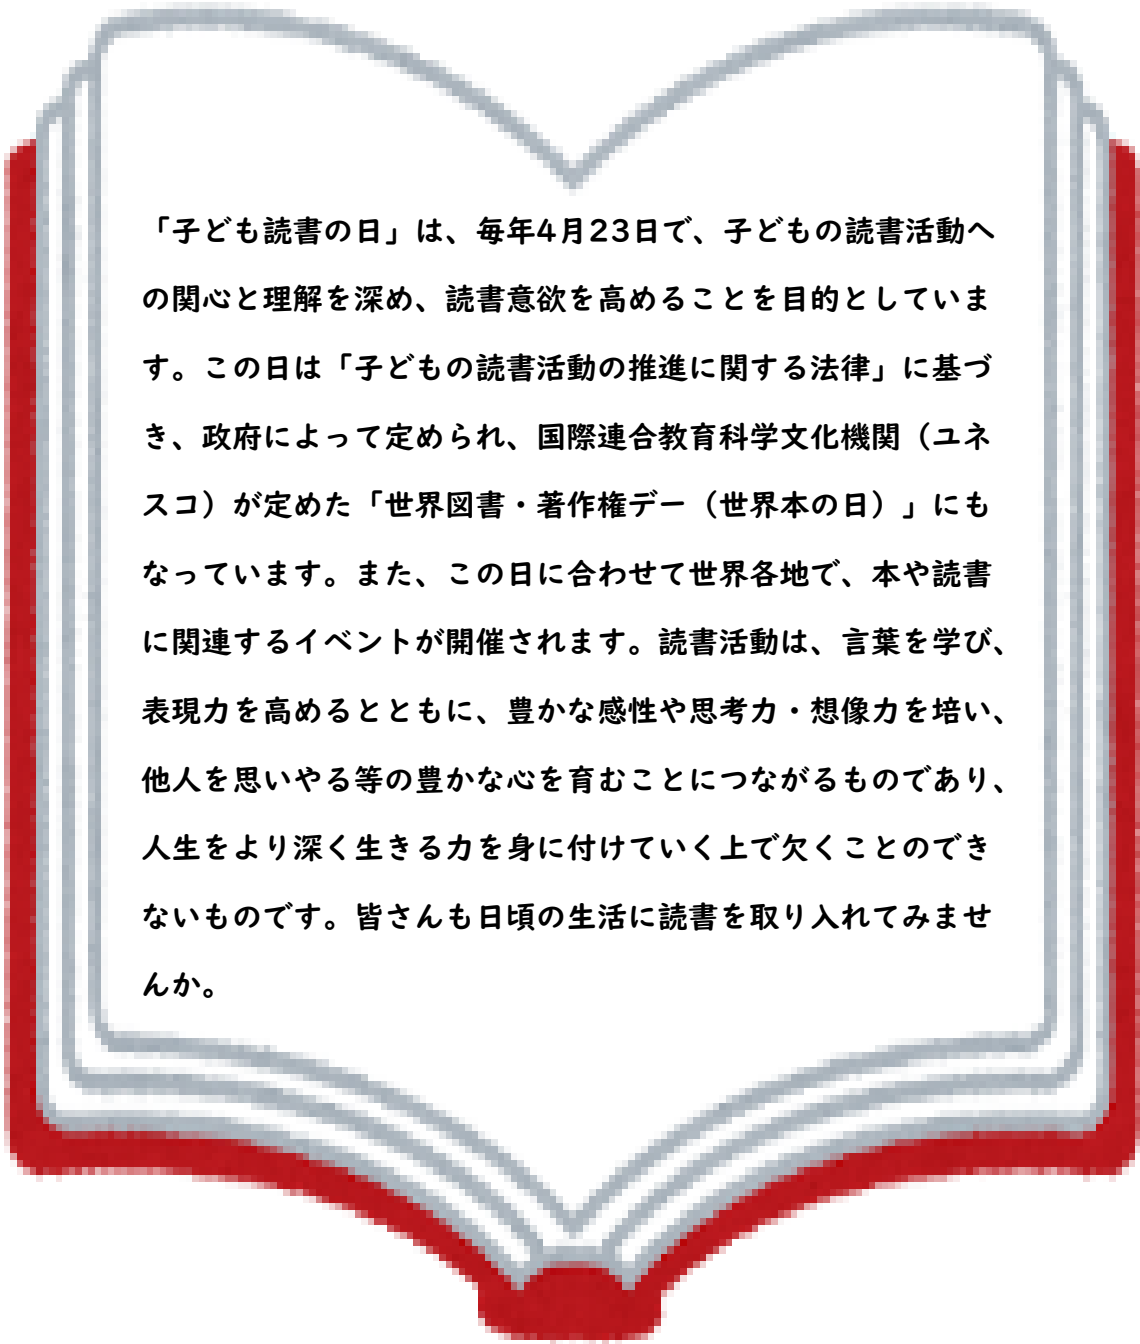 「子ども読書の日」は、毎年4月23日で、子どもの読書活動へ
の関心と理解を深め、読書意欲を高めることを目的としていま
す。この日は「子どもの読書活動の推進に関する法律」に基づ
き、政府によって定められ、国際連合教育科学文化機関（ユネ
スコ）が定めた「世界図書・著作権デー（世界本の日）」にも
なっています。また、この日に合わせて世界各地で、本や読書
に関連するイベントが開催されます。読書活動は、言葉を学び、
表現力を高めるとともに、豊かな感性や思考力・想像力を培い、
他人を思いやる等の豊かな心を育むことにつながるものであり、
人生をより深く生きる力を身に付けていく上で欠くことのでき
ないものです。皆さんも日頃の生活に読書を取り入れてみませ
んか。